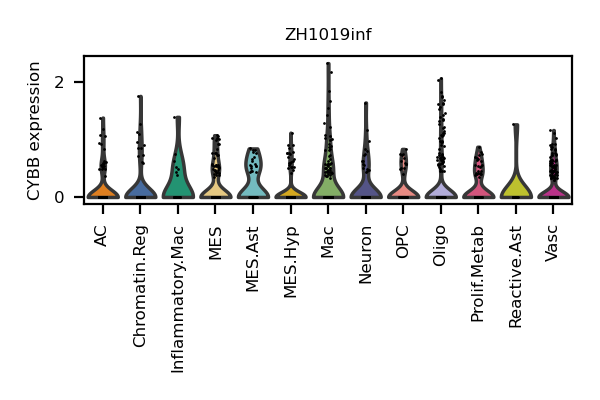 ZH1019inf
CYBB expression
2
0
AC
Chromatin.Reg
Inflammatory.Mac
MES
MES.Ast
MES.Hyp
Mac
Neuron
OPC
Oligo
Prolif.Metab
Reactive.Ast
Vasc